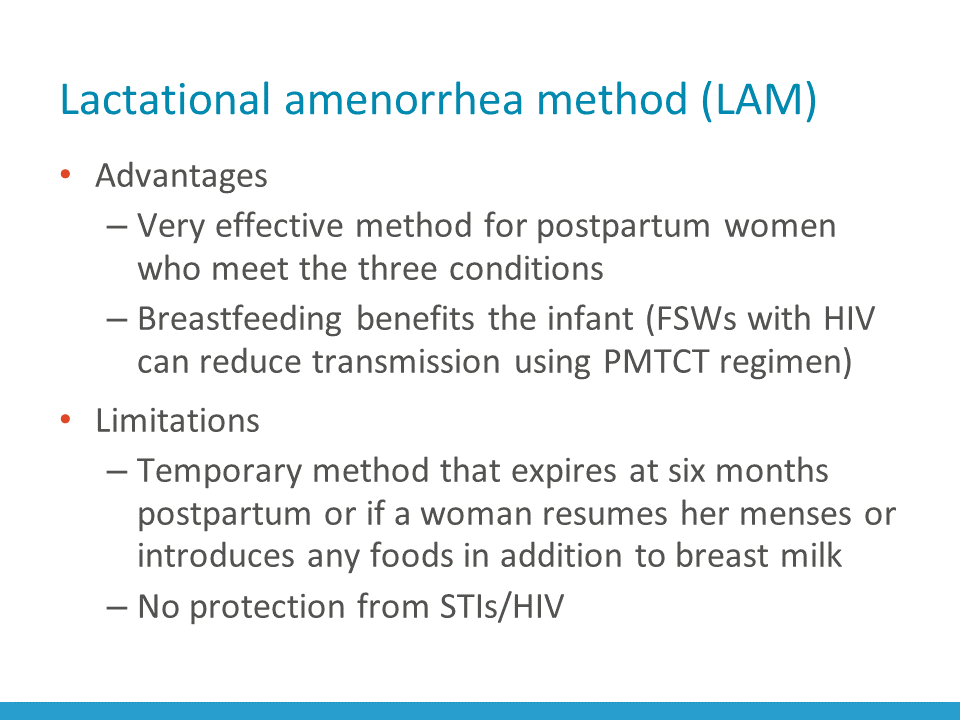 Lactational amenorrhea method (LAM)
• Advantages
– Very effective method for postpartum women
who meet the three conditions
– Breastfeeding benefits the infant (FSWs with HIV
can reduce transmission using PMTCT regimen)
• Limitations
– Temporary method that expires at six months
postpartum or if a woman resumes her menses or
introduces any foods in addition to breast milk
– No protection from STIs/HIV